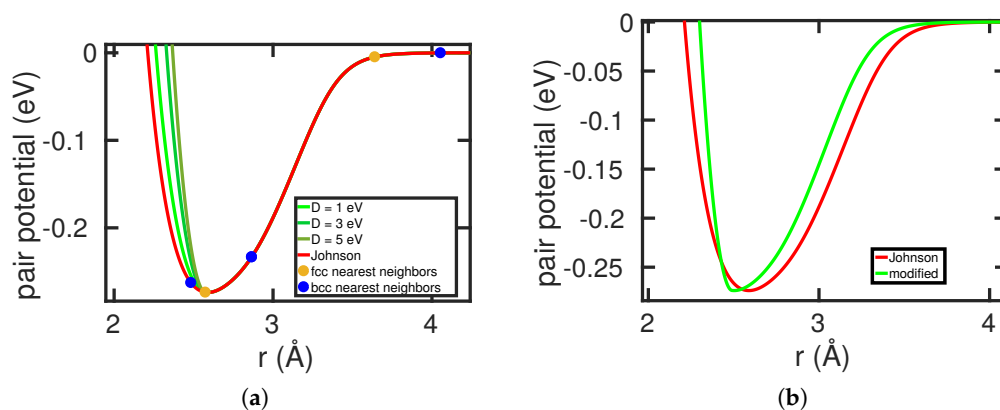 0
-0.1
-0.2
pair potential (eV)
2
3
4
r (Å)
D = 1 eV
D = 3 eV
D = 5 eV
Johnson
fcc nearest neighbors
bcc nearest neighbors
(a)
0
-0.05
-0.1
-0.15
-0.2
-0.25
pair potential (eV)
2
3
4
r (Å)
Johnson
modified
(b)